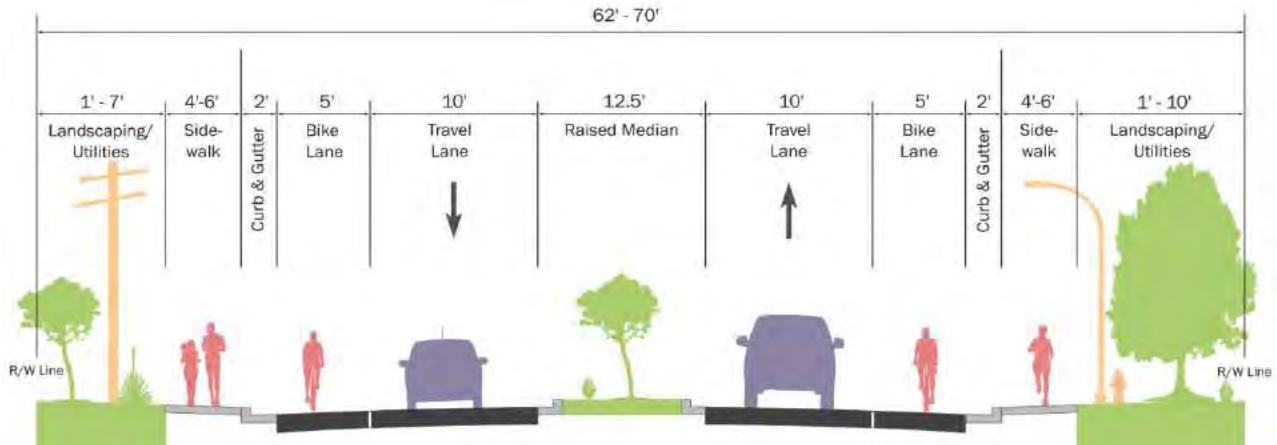 62' - 70'
1' - 7'
4'-6'
2'
5'
10'
12.5'
10'
5'
2'
4'-6'
1' - 10'
Landscaping/
Utilities
Side-
walk
Curb & Gutter
Bike
Lane
Travel
Lane
Raised Median
Travel
Lane
Bike
Lane
Curb & Gutter
Side-
walk
Landscaping/
Utilities
R/W Line
R/W Line